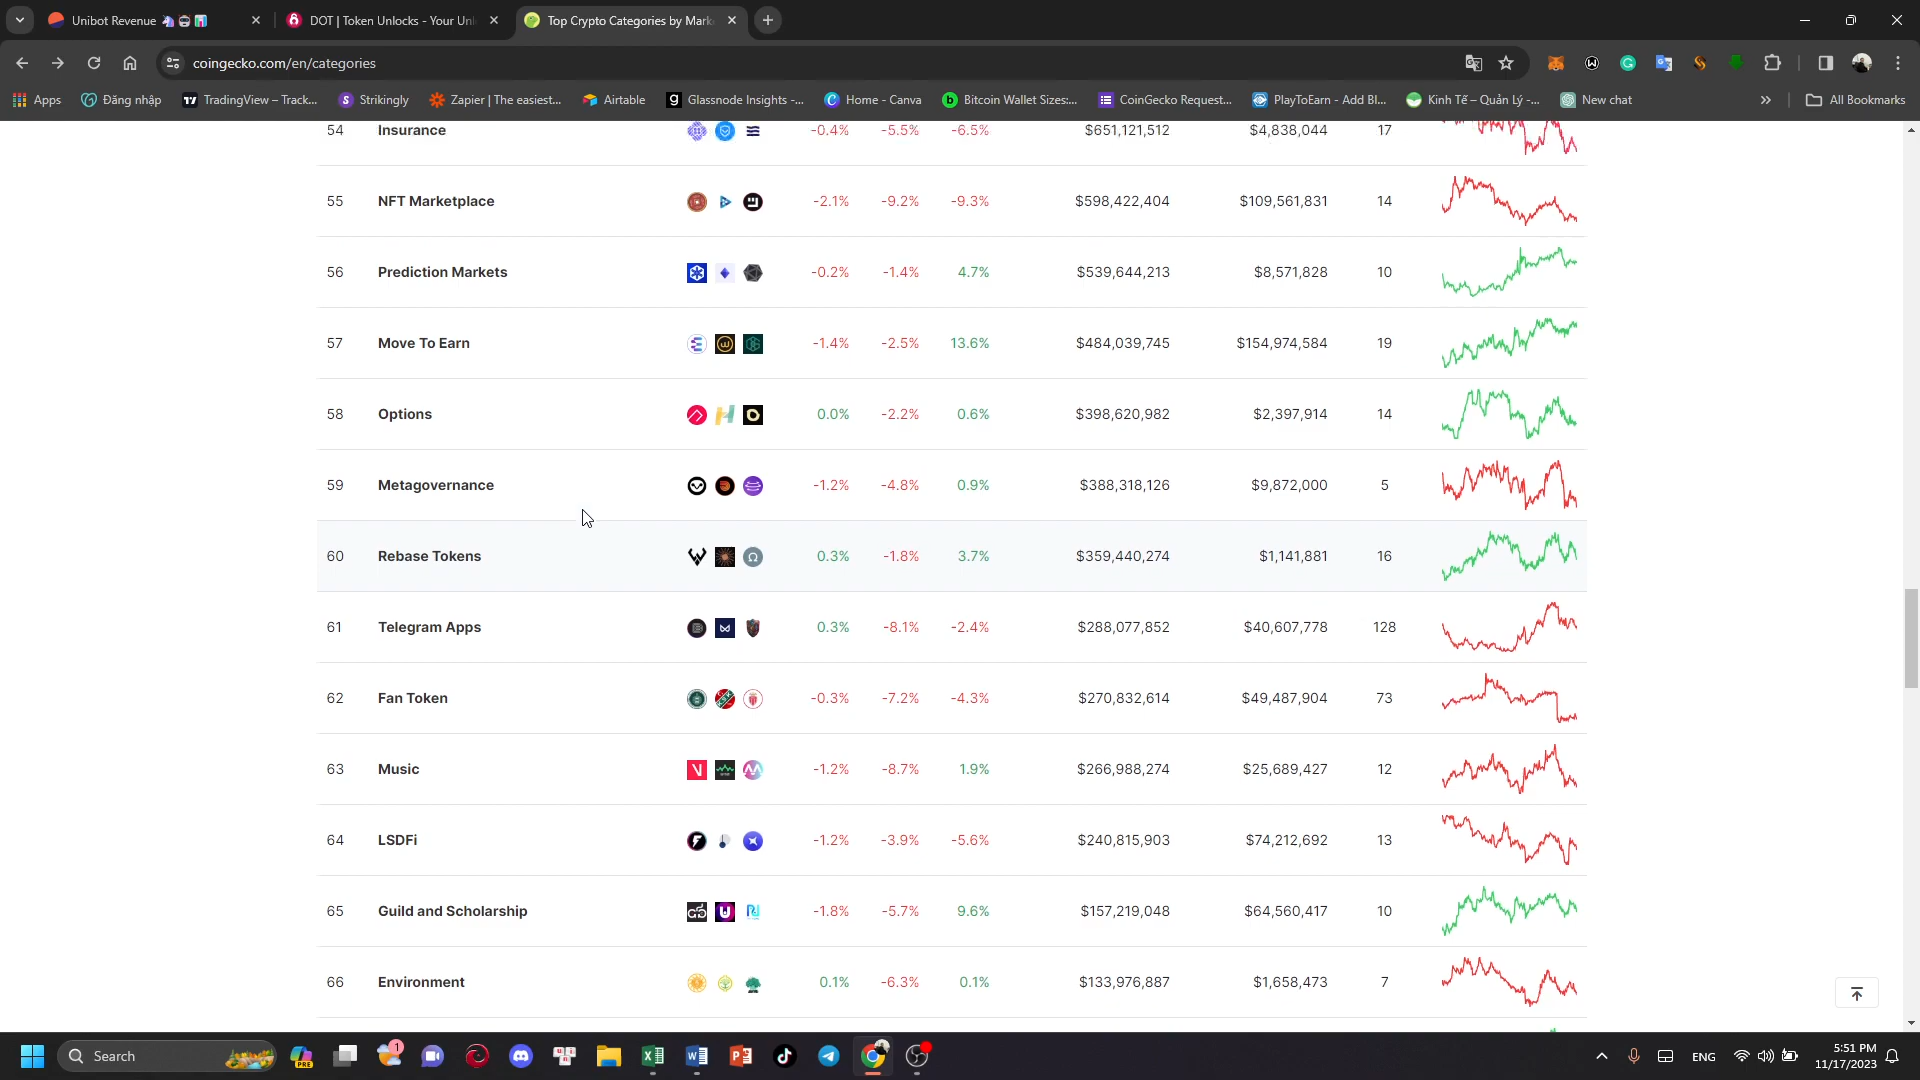 Unibot Revenue
DOT | Token Unlocks - Your Unl
Top Crypto Categories by Mark
coingecko.com/en/categories
Apps
Đăng nhập
TradingView – Track...
Strikingly
Zapier | The easiest...
Airtable
Glassnode Insights -...
Home - Canva
Bitcoin Wallet Sizes:...
CoinGecko Request...
PlayToEarn - Add Bl...
Kinh Tế – Quản Lý -...
New chat
All Bookmarks
54 Insurance -0.4% -5.5% -6.5% $651,121,512 $4,838,044 17
55 NFT Marketplace -2.1% -9.2% -9.3% $598,422,404 $109,561,831 14
56 Prediction Markets -0.2% -1.4% 4.7% $539,644,213 $8,571,828 10
57 Move To Earn -1.4% -2.5% 13.6% $484,039,745 $154,974,584 19
58 Options 0.0% -2.2% 0.6% $398,620,982 $2,397,914 14
59 Metagovernance -1.2% -4.8% 0.9% $388,318,126 $9,872,000 5
60 Rebase Tokens 0.3% -1.8% 3.7% $359,440,274 $1,141,881 16
61 Telegram Apps 0.3% -8.1% -2.4% $288,077,852 $40,607,778 128
62 Fan Token -0.3% -7.2% -4.3% $270,832,614 $49,487,904 73
63 Music -1.2% -8.7% 1.9% $266,988,274 $25,689,427 12
64 LSDFi -1.2% -3.9% -5.6% $240,815,903 $74,212,692 13
65 Guild and Scholarship -1.8% -5.7% 9.6% $157,219,048 $64,560,417 10
66 Environment 0.1% -6.3% 0.1% $133,976,887 $1,658,473 7
Search
PRE
1
ENG
5:51 PM
11/17/2023